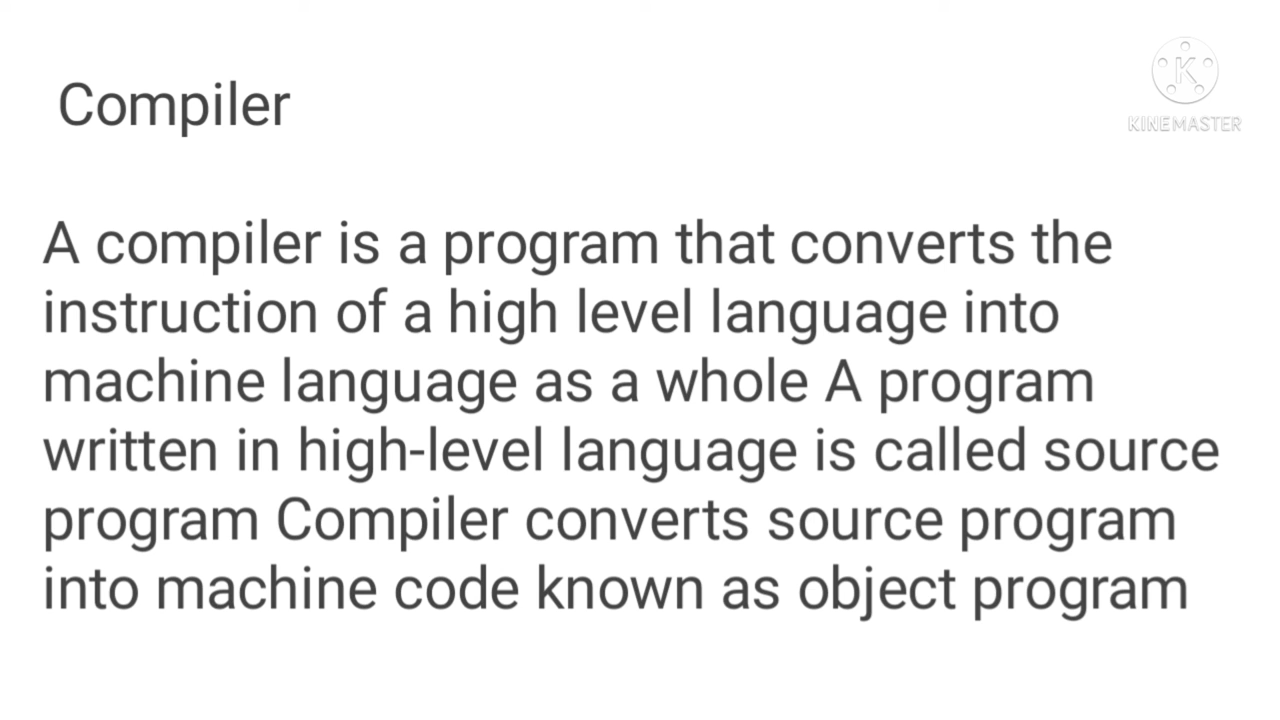 Compiler
KINEMASTER
A compiler is a program that converts the
instruction of a high level language into
machine language as a whole A program
written in high-level language is called source
program Compiler converts source program
into machine code known as object program